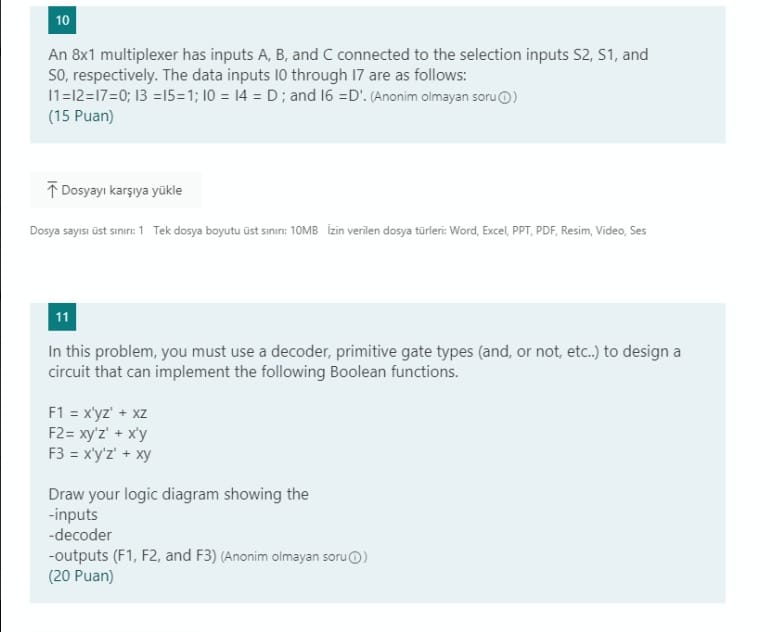 10
An 8x1 multiplexer has inputs A, B, and C connected to the selection inputs S2, S1, and
S0, respectively. The data inputs I0 through I7 are as follows:
I1=I2=I7=0; I3 =I5=1; I0 = I4 = D ; and I6 =D'. (Anonim olmayan soru)
(15 Puan)
Dosyayı karşıya yükle
Dosya sayısı üst sınırı: 1 Tek dosya boyutu üst sınırı: 10MB İzin verilen dosya türleri: Word, Excel, PPT, PDF, Resim, Video, Ses
11
In this problem, you must use a decoder, primitive gate types (and, or not, etc..) to design a
circuit that can implement the following Boolean functions.
F1 = x'yz' + xz
F2= xy'z' + x'y
F3 = x'y'z' + xy
Draw your logic diagram showing the
-inputs
-decoder
-outputs (F1, F2, and F3) (Anonim olmayan soru)
(20 Puan)